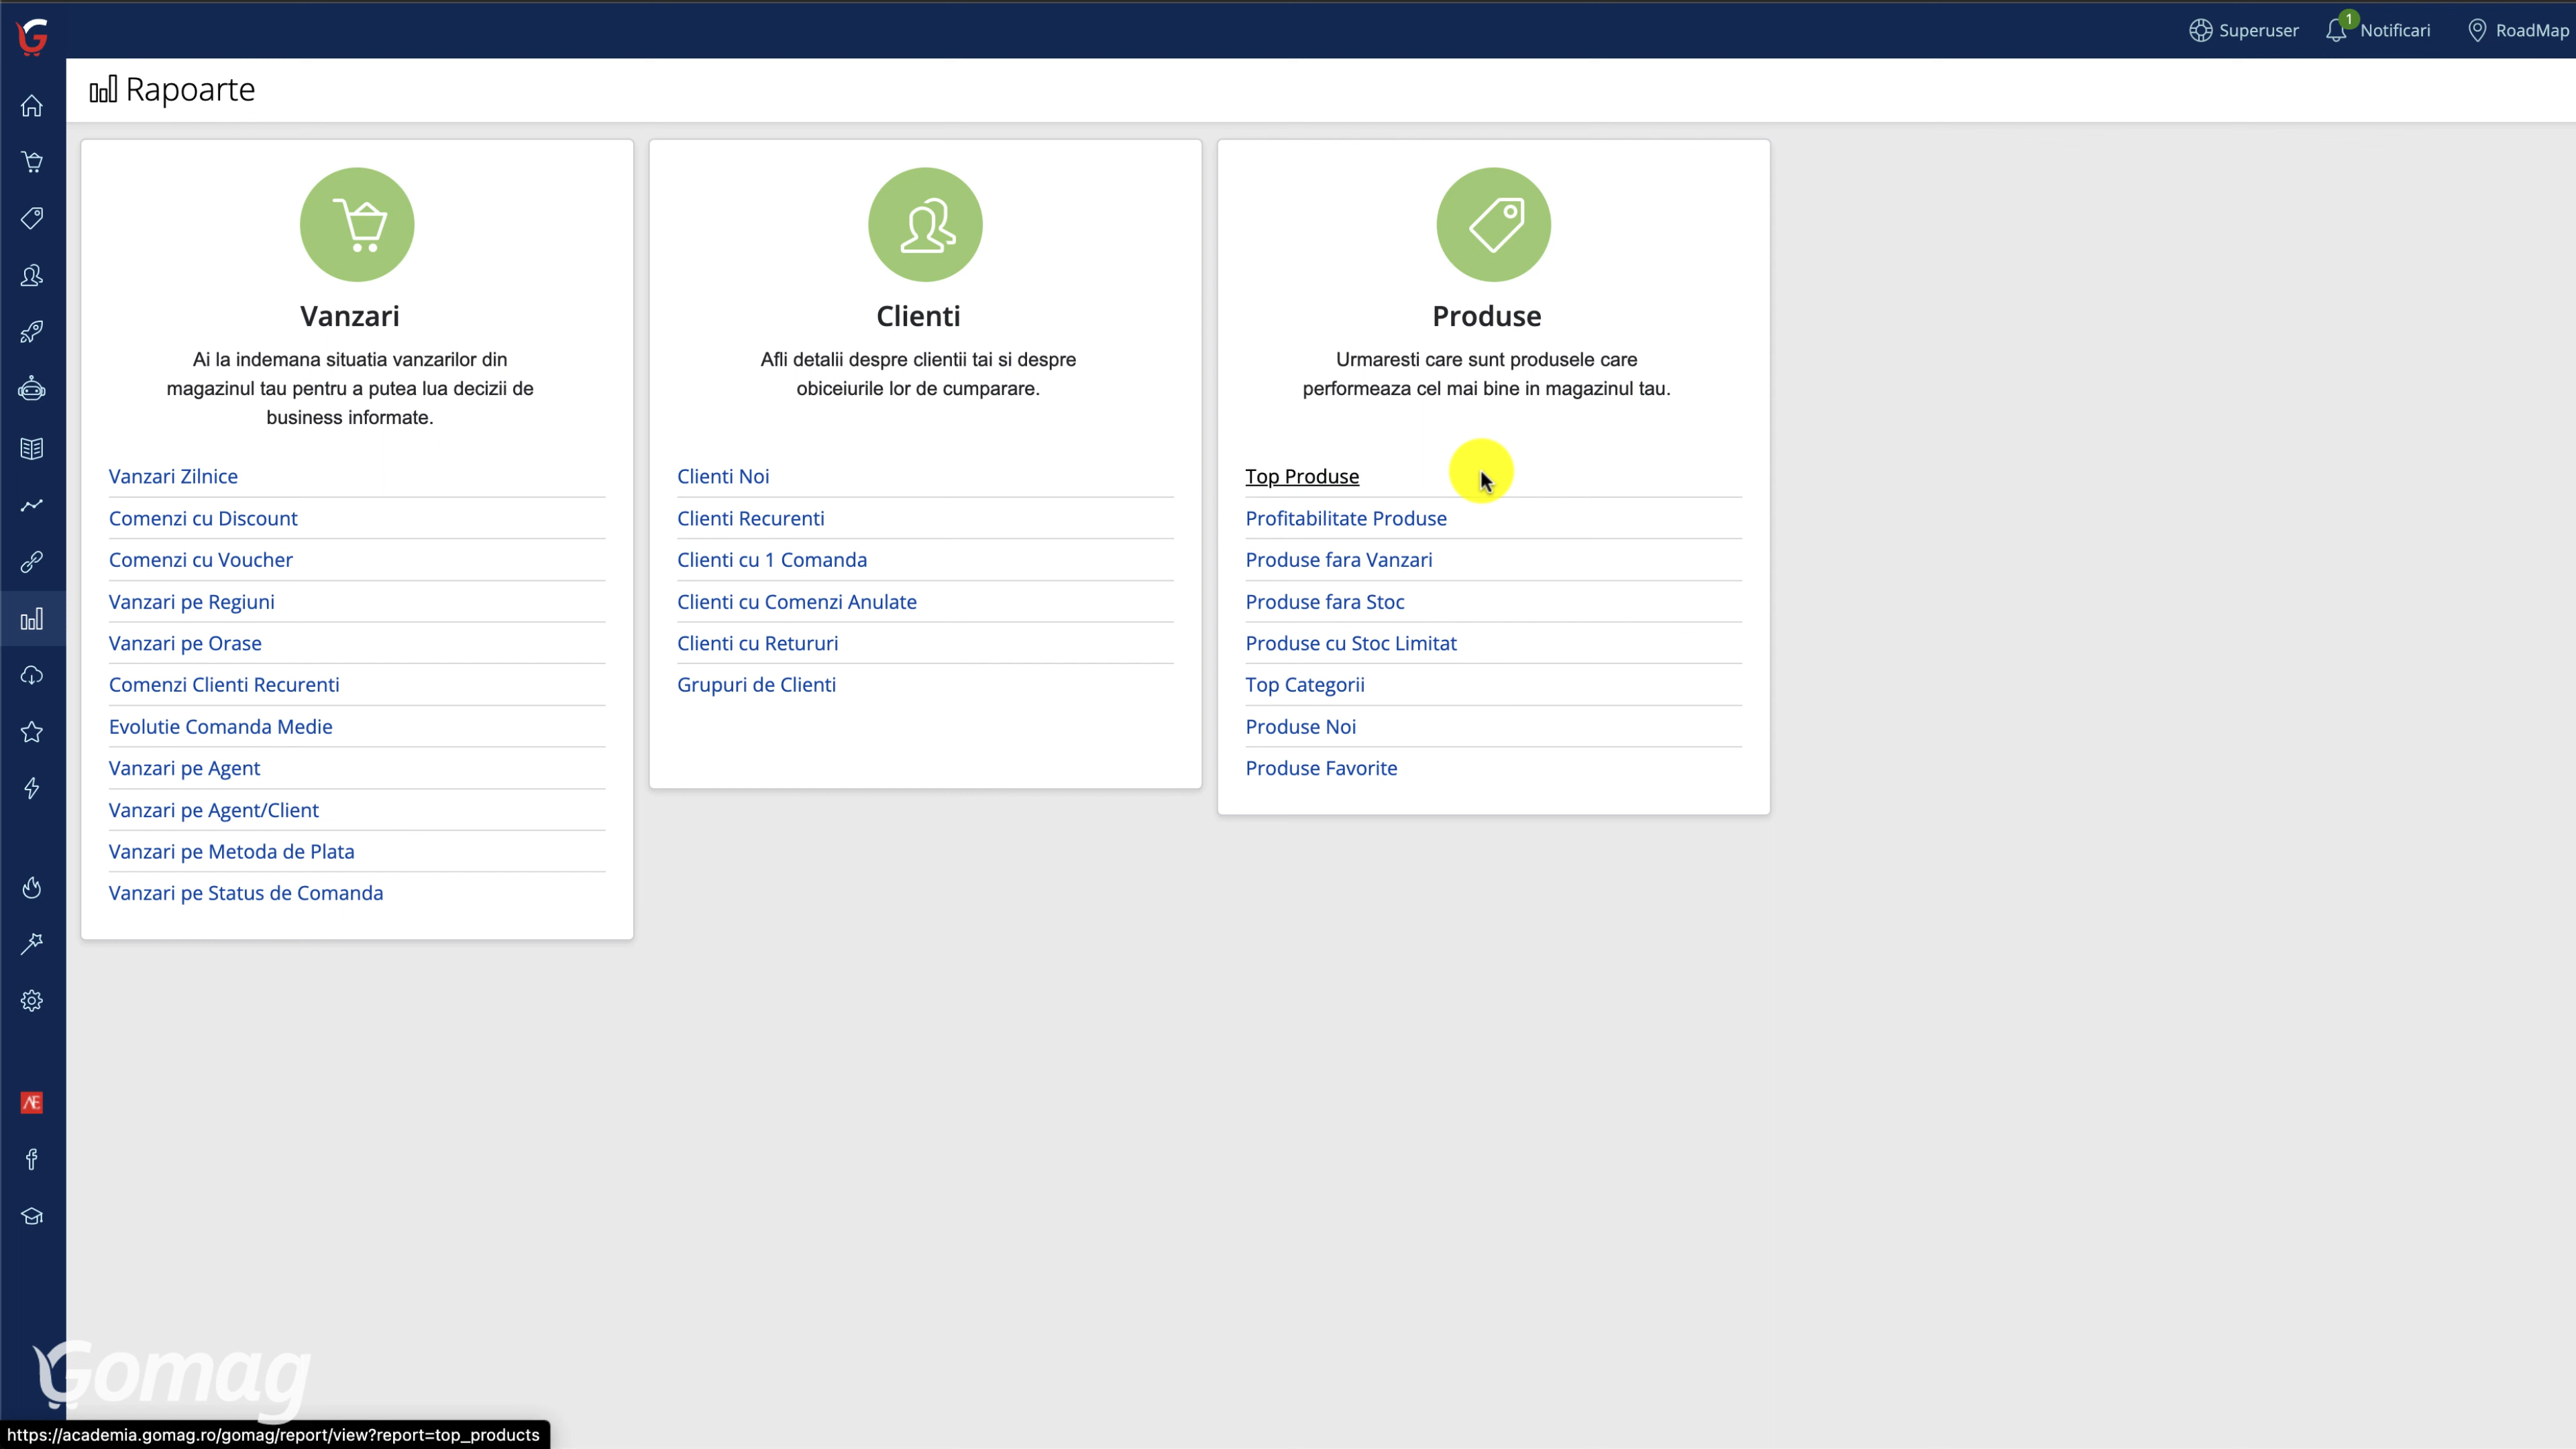 Superuser
1
Notificari
RoadMap
Rapoarte
Vanzari
Ai la indemana situatia vanzarilor din
magazinul tau pentru a putea lua decizii de
business informate.
Vanzari Zilnice
Comenzi cu Discount
Comenzi cu Voucher
Vanzari pe Regiuni
Vanzari pe Orase
Comenzi Clienti Recurenti
Evolutie Comanda Medie
Vanzari pe Agent
Vanzari pe Agent/Client
Vanzari pe Metoda de Plata
Vanzari pe Status de Comanda
Clienti
Afli detalii despre clientii tai si despre
obiceiurile lor de cumparare.
Clienti Noi
Clienti Recurenti
Clienti cu 1 Comanda
Clienti cu Comenzi Anulate
Clienti cu Retururi
Grupuri de Clienti
Produse
Urmaresti care sunt produsele care
performeaza cel mai bine in magazinul tau.
Top Produse
Profitabilitate Produse
Produse fara Vanzari
Produse fara Stoc
Produse cu Stoc Limitat
Top Categorii
Produse Noi
Produse Favorite
Gomag
https://academia.gomag.ro/gomag/report/view?report=top_products